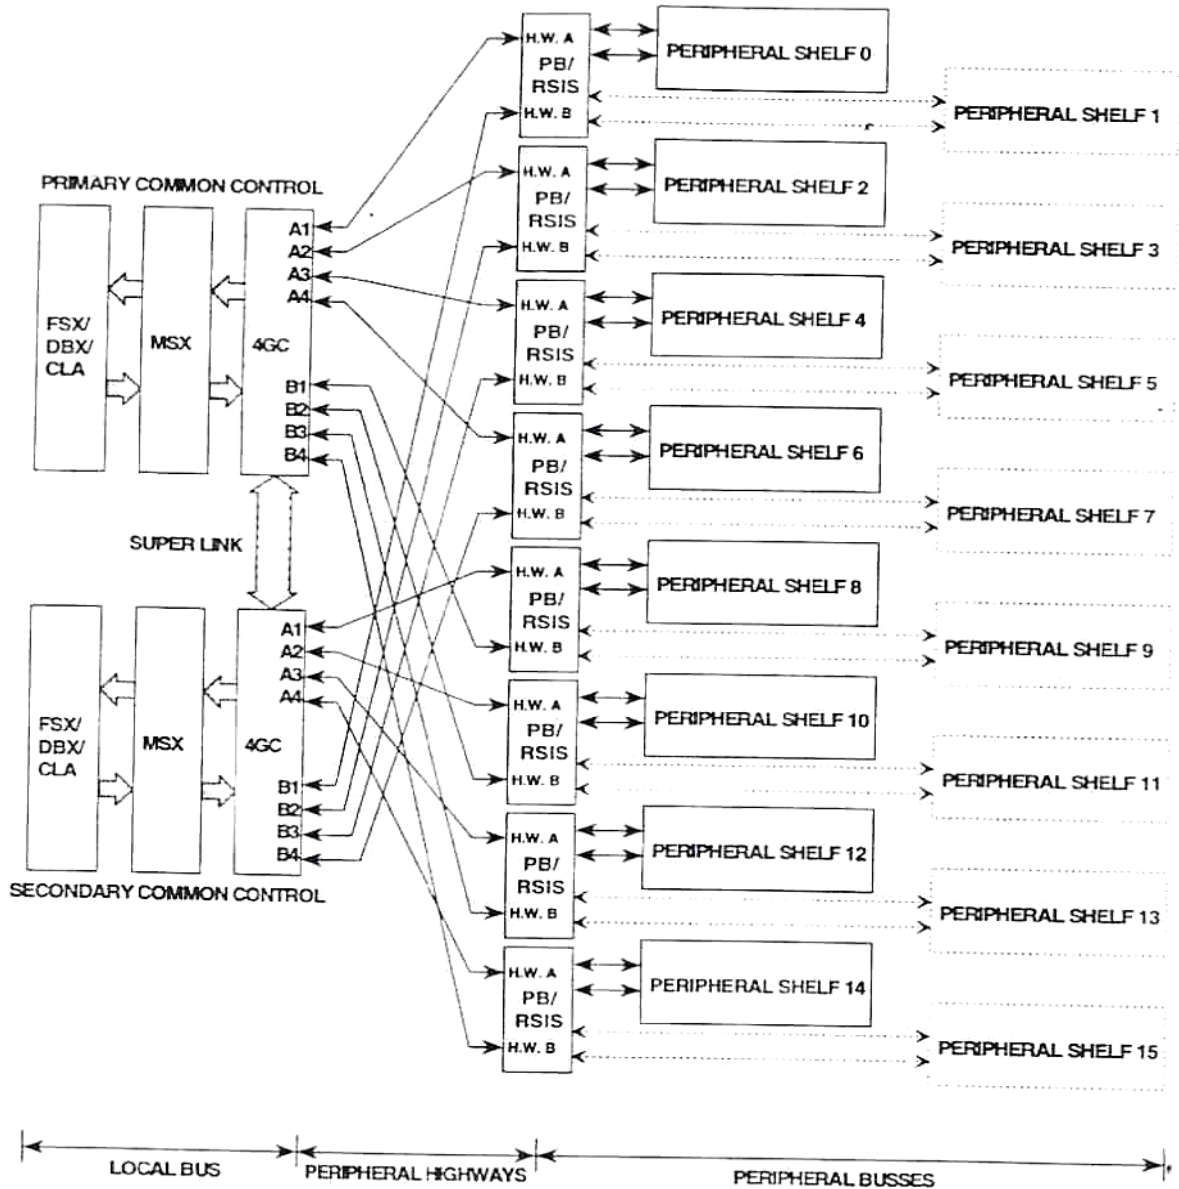 PRIMARY COMMON CONTROL
FSX/
DBX/
CLA
MSX
4GC
A1
A2
A3
A4
B1
B2
B3
B4
SUPER LINK
FSX/
DBX/
CLA
MSX
4GC
A1
A2
A3
A4
B1
B2
B3
B4
SECONDARY COMMON CONTROL
H.W. A
PB/
RSIS
H.W. B
PERIPHERAL SHELF 0
PERIPHERAL SHELF 1
H.W. A
PB/
RSIS
H.W. B
PERIPHERAL SHELF 2
PERIPHERAL SHELF 3
H.W. A
PB/
RSIS
H.W. B
PERIPHERAL SHELF 4
PERIPHERAL SHELF 5
H.W. A
PB/
RSIS
H.W. B
PERIPHERAL SHELF 6
PERIPHERAL SHELF 7
H.W. A
PB/
RSIS
H.W. B
PERIPHERAL SHELF 8
PERIPHERAL SHELF 9
H.W. A
PB/
RSIS
H.W. B
PERIPHERAL SHELF 10
PERIPHERAL SHELF 11
H.W. A
PB/
RSIS
H.W. B
PERIPHERAL SHELF 12
PERIPHERAL SHELF 13
H.W. A
PB/
RSIS
H.W. B
PERIPHERAL SHELF 14
PERIPHERAL SHELF 15
LOCAL BUS
PERIPHERAL HIGHWAYS
PERIPHERAL BUSSES